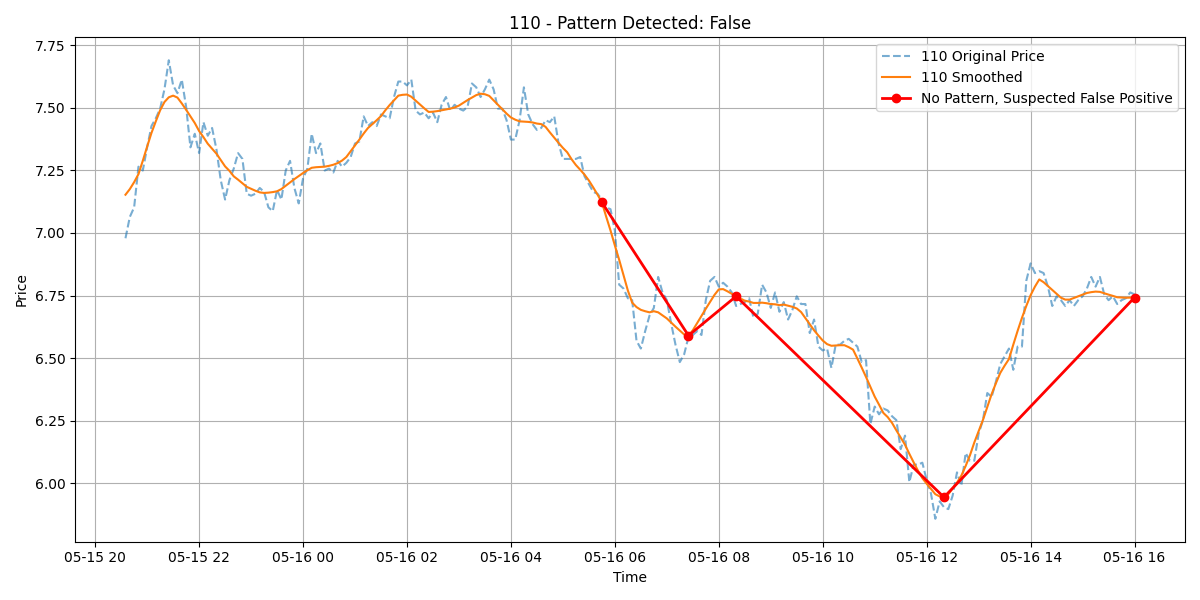 110 - Pattern Detected: False
110 Original Price
110 Smoothed
No Pattern, Suspected False Positive
Price
7.75
7.50
7.25
7.00
6.75
6.50
6.25
6.00
05-15 20 05-15 22 05-16 00 05-16 02 05-16 04 05-16 06 05-16 08 05-16 10 05-16 12 05-16 14 05-16 16
Time